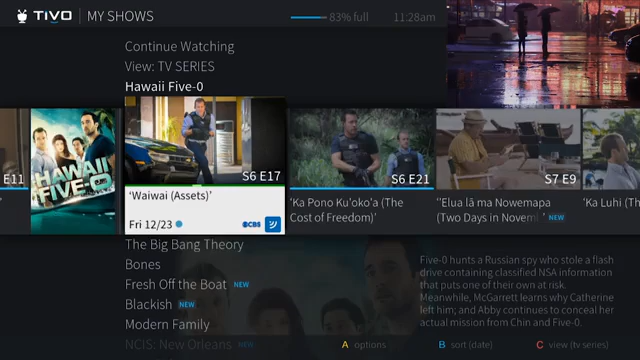 TiVo MY SHOWS 83% full 11:28am
Continue Watching
View: TV SERIES
Hawaii Five-0
E11
HAWAII
FIVE-0
S6 E17
S6 E21
S7 E9
'Waiwai (Assets)'
Fri 12/23 CBS
'Ka Pono Ku'oko'a (The
Cost of Freedom)'
''Elua lā ma Nowemapa
(Two Days in Novem ' NEW
'Ka Luhi (Th
The Big Bang Theory
Bones
Fresh Off the Boat NEW
Blackish NEW
Modern Family
NCIS: New Orleans NEW
Five-0 hunts a Russian spy who stole a flash
drive containing classified NSA information
that puts one of their own at risk.
Meanwhile, McGarrett learns why Catherine
left him; and Abby continues to conceal her
actual mission from Chin and Five-0.
A options B sort (date) C view (tv series)